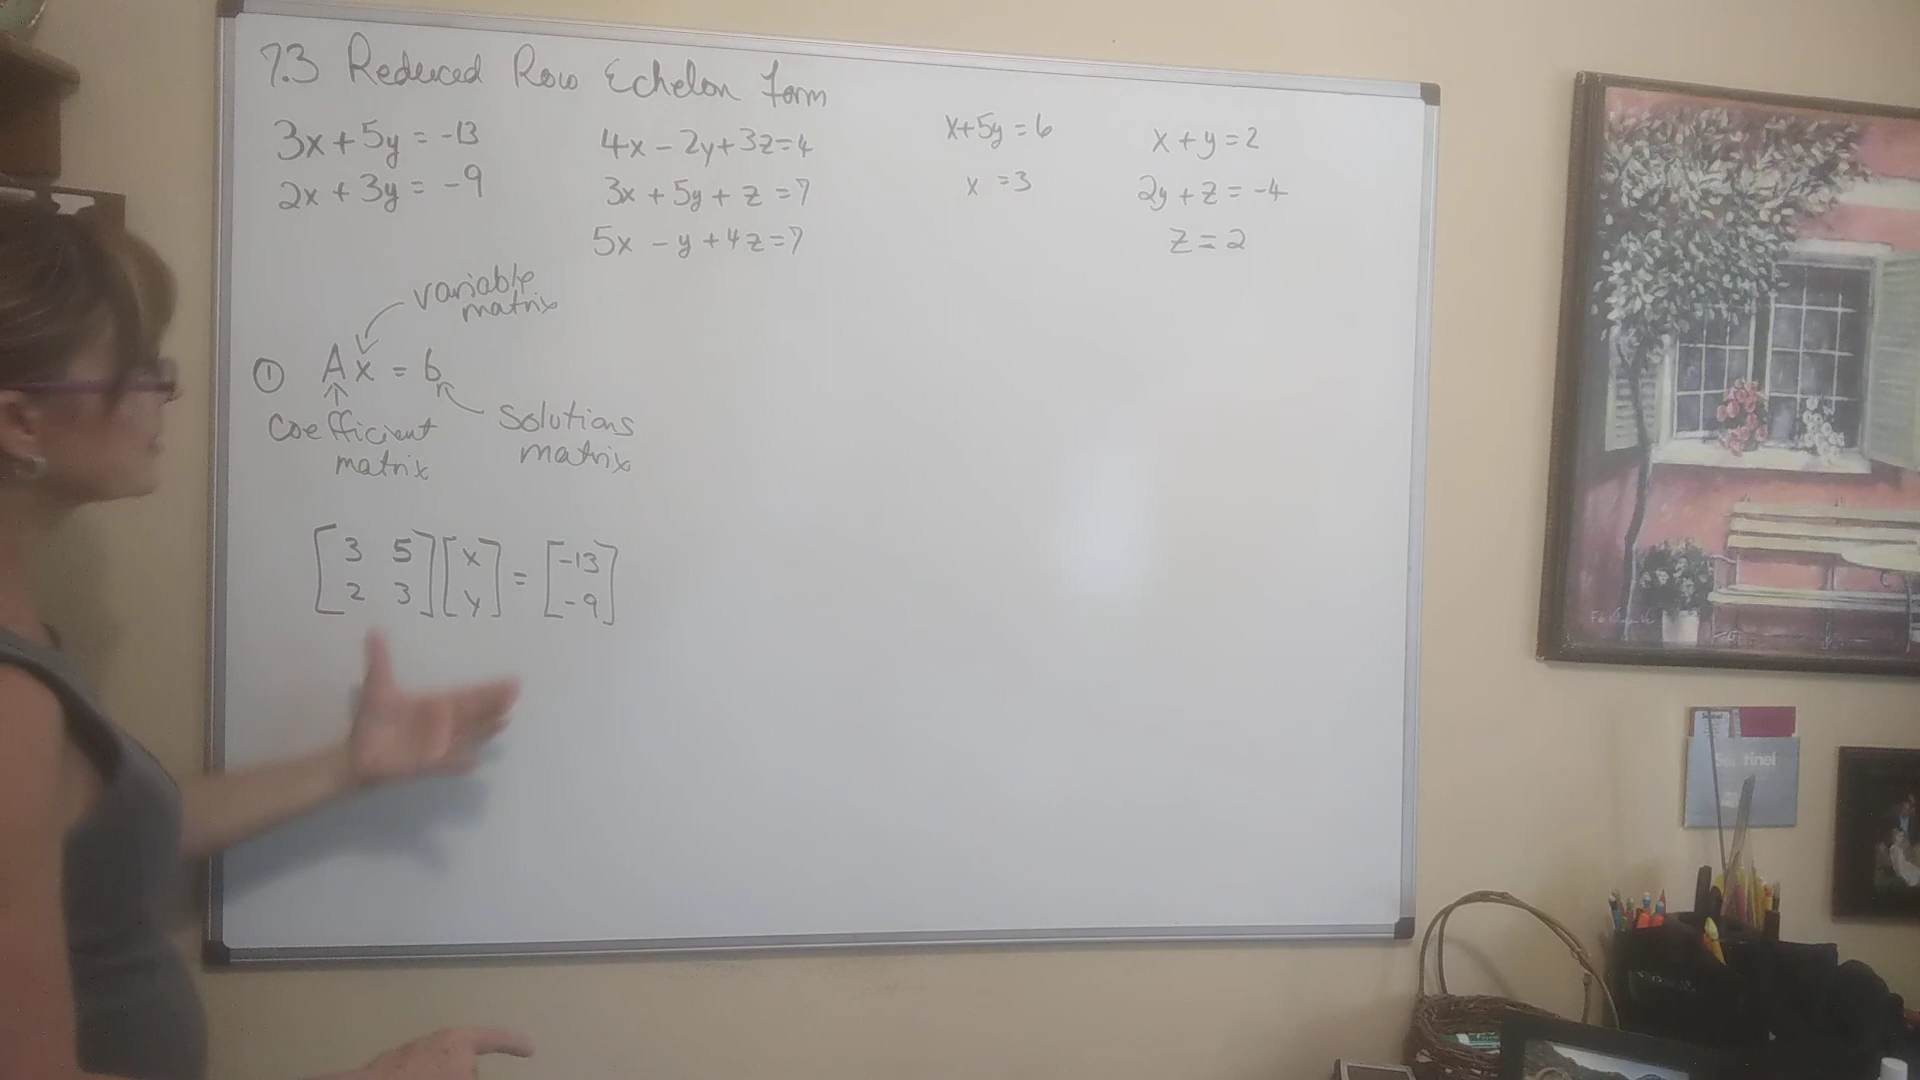 7.3 Reduced Row Echelon Form
3x + 5y = -13
2x + 3y = -9
4x - 2y + 3z = 4
3x + 5y + z = 7
5x - y + 4z = 7
x + 5y = 6
x = 3
x + y = 2
2y + z = -4
z = 2
variable
matrix
① Ax = b
coefficient
matrix
solutions
matrix
[3 5] [x] = [-13]
[2 3] [y]   [-9]